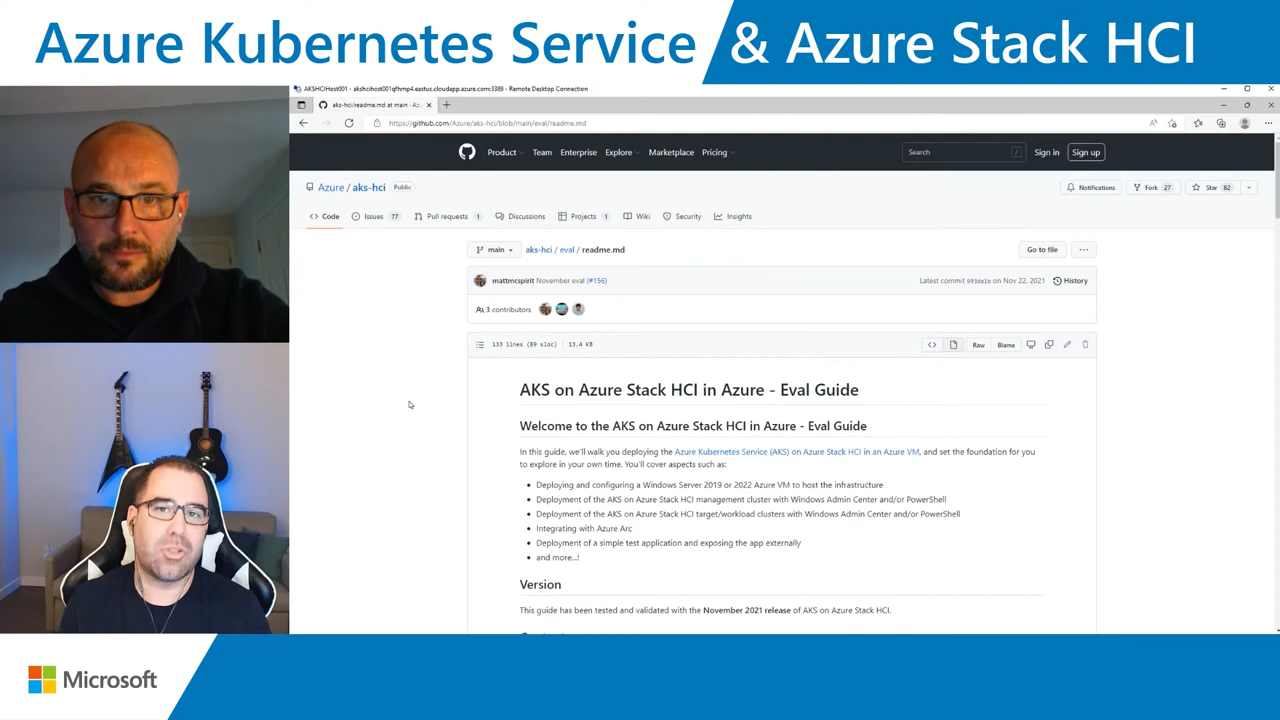 Azure Kubernetes Service & Azure Stack HCI
AKSHCIHost001 - akshcihost001qfhmp4.eastus.cloudapp.azure.com:3389 - Remote Desktop Connection
aks-hci/readme.md at main · Az
https://github.com/Azure/aks-hci/blob/main/eval/readme.md
Product Team Enterprise Explore Marketplace Pricing Search / Sign in Sign up
Azure / aks-hci Public Notifications Fork 27 Star 82
Code Issues 77 Pull requests 1 Discussions Projects 1 Wiki Security Insights
main aks-hci / eval / readme.md Go to file ...
mattmcspirit November eval (#156) Latest commit on Nov 22, 2021 History
3 contributors
133 lines (89 sloc) | 13.4 KB Raw Blame
AKS on Azure Stack HCI in Azure - Eval Guide
Welcome to the AKS on Azure Stack HCI in Azure - Eval Guide
In this guide, we'll walk you deploying the Azure Kubernetes Service (AKS) on Azure Stack HCI in an Azure VM, and set the foundation for you
to explore in your own time. You'll cover aspects such as:
• Deploying and configuring a Windows Server 2019 or 2022 Azure VM to host the infrastructure
• Deployment of the AKS on Azure Stack HCI management cluster with Windows Admin Center and/or PowerShell
• Deployment of the AKS on Azure Stack HCI target/workload clusters with Windows Admin Center and/or PowerShell
• Integrating with Azure Arc
• Deployment of a simple test application and exposing the app externally
• and more...!
Version
This guide has been tested and validated with the November 2021 release of AKS on Azure Stack HCI.
Microsoft